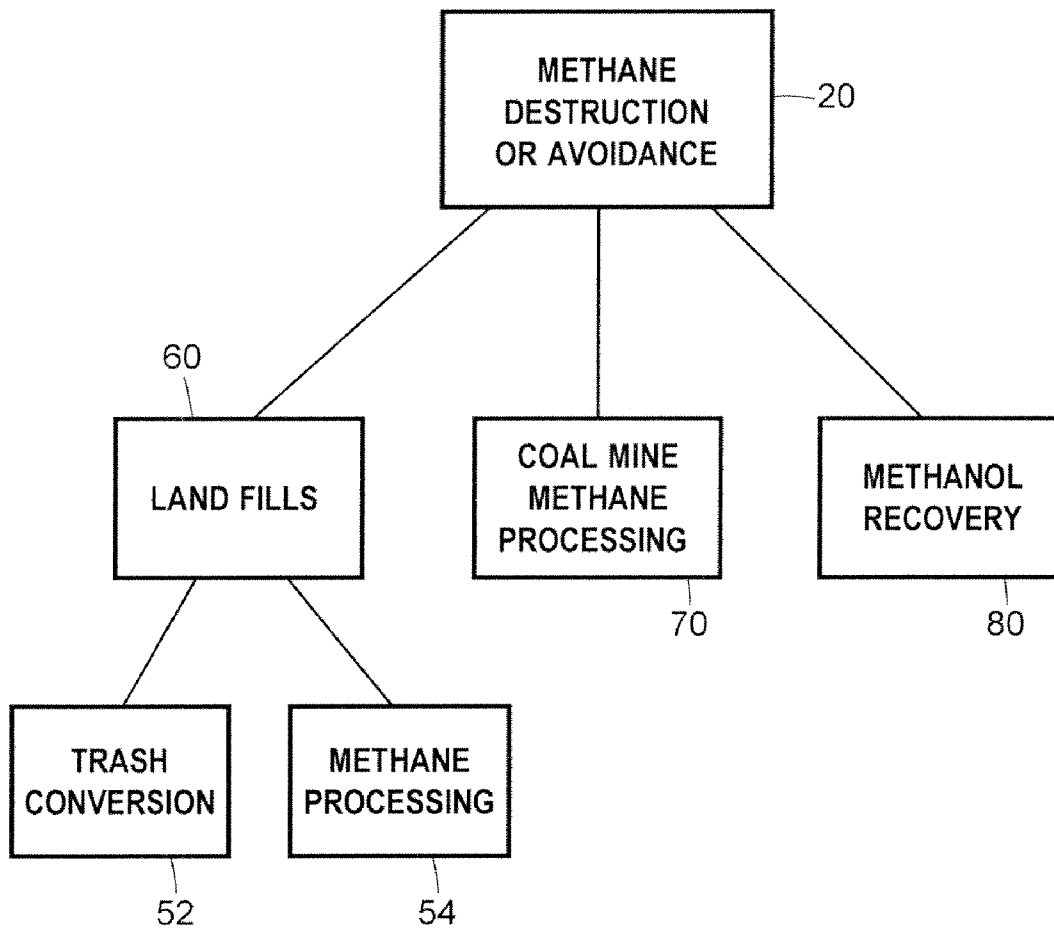 METHANE
DESTRUCTION
OR AVOIDANCE
20
60
LAND FILLS
COAL MINE
METHANE
PROCESSING
METHANOL
RECOVERY
70
80
TRASH
CONVERSION
METHANE
PROCESSING
52
54